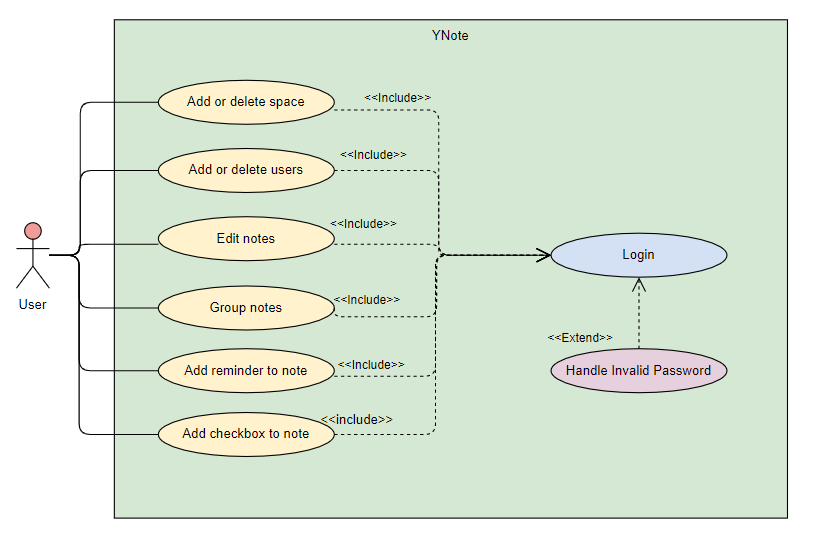 YNote
Add or delete space
<<Include>>
Add or delete users
<<Include>>
Edit notes
<<Include>>
Login
User
Group notes
<<Include>>
<<Extend>>
Add reminder to note
<<Include>>
Handle Invalid Password
Add checkbox to note
<<include>>